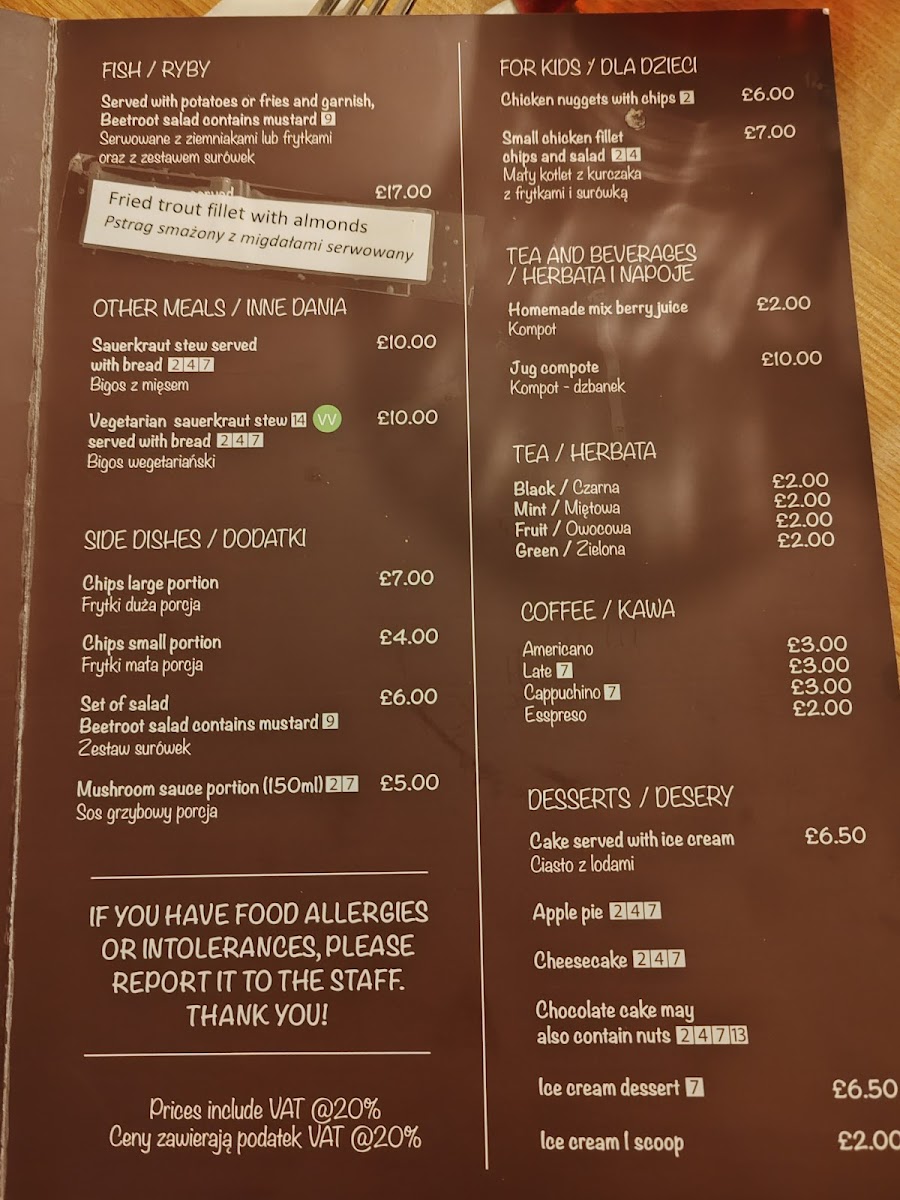 FISH / RYBY
Served with potatoes or fries and garnish,
Beetroot salad contains mustard 9
Serwowane z ziemniakami lub frytkami
oraz z zestawem surówek
£17.00
Fried trout fillet with almonds
Pstrag smażony z migdałami serwowany
OTHER MEALS / INNE DANIA
Sauerkraut stew served £10.00
with bread 2 4 7
Bigos z mięsem
Vegetarian sauerkraut stew 14 VV £10.00
served with bread 2 4 7
Bigos wegetariański
SIDE DISHES / DODATKI
Chips large portion £7.00
Frytki duża porcja
Chips small portion £4.00
Frytki mała porcja
Set of salad £6.00
Beetroot salad contains mustard 9
Zestaw surówek
Mushroom sauce portion (150ml) 2 7 £5.00
Sos grzybowy porcja
IF YOU HAVE FOOD ALLERGIES
OR INTOLERANCES, PLEASE
REPORT IT TO THE STAFF.
THANK YOU!
Prices include VAT @20%
Ceny zawierają podatek VAT @20%
FOR KIDS / DLA DZIECI
Chicken nuggets with chips 2 £6.00
Small chicken fillet £7.00
chips and salad 2 4
Mały kotlet z kurczaka
z frytkami i surówką
TEA AND BEVERAGES
/ HERBATA I NAPOJE
Homemade mix berry juice £2.00
Kompot
Jug compote £10.00
Kompot - dzbanek
TEA / HERBATA
Black / Czarna £2.00
Mint / Miętowa £2.00
Fruit / Owocowa £2.00
Green / Zielona £2.00
COFFEE / KAWA
Americano £3.00
Late 7 £3.00
Cappuchino 7 £3.00
Esspreso £2.00
DESSERTS / DESERY
Cake served with ice cream £6.50
Ciasto z lodami
Apple pie 2 4 7
Cheesecake 2 4 7
Chocolate cake may
also contain nuts 2 4 7 13
Ice cream dessert 7 £6.50
Ice cream 1 scoop £2.00